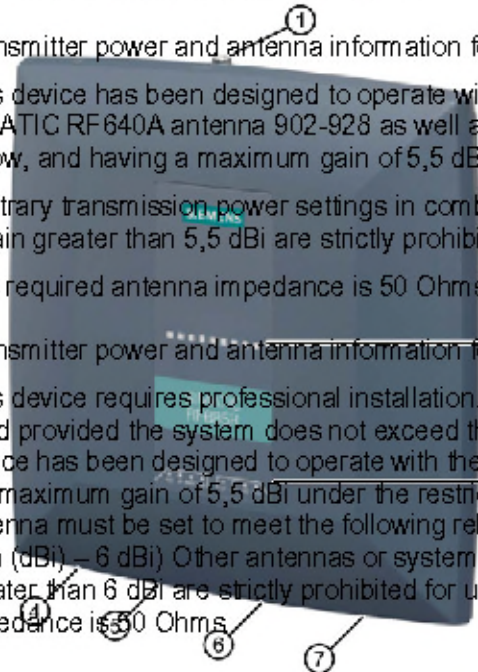 ①
nsmitter power and antenna information f
s device has been designed to operate wi
ATIC RF640A antenna 902-928 as well a
ow, and having a maximum gain of 5,5 dB
trary transmission power settings in comb
SIEMENS
ain greater than 5,5 dBi are strictly prohibi
required antenna impedance is 50 Ohms
nsmitter power and antenna information f
s device requires professional installation.
d provided the system does not exceed th
ce has been designed to operate with the
maximum gain of 5,5 dBi under the restri
enna must be set to meet the following re
n (dBi) – 6 dBi) Other antennas or system
eater than 6 dBi are strictly prohibited for u
④
edance is 50 Ohms.
⑤
⑥
⑦